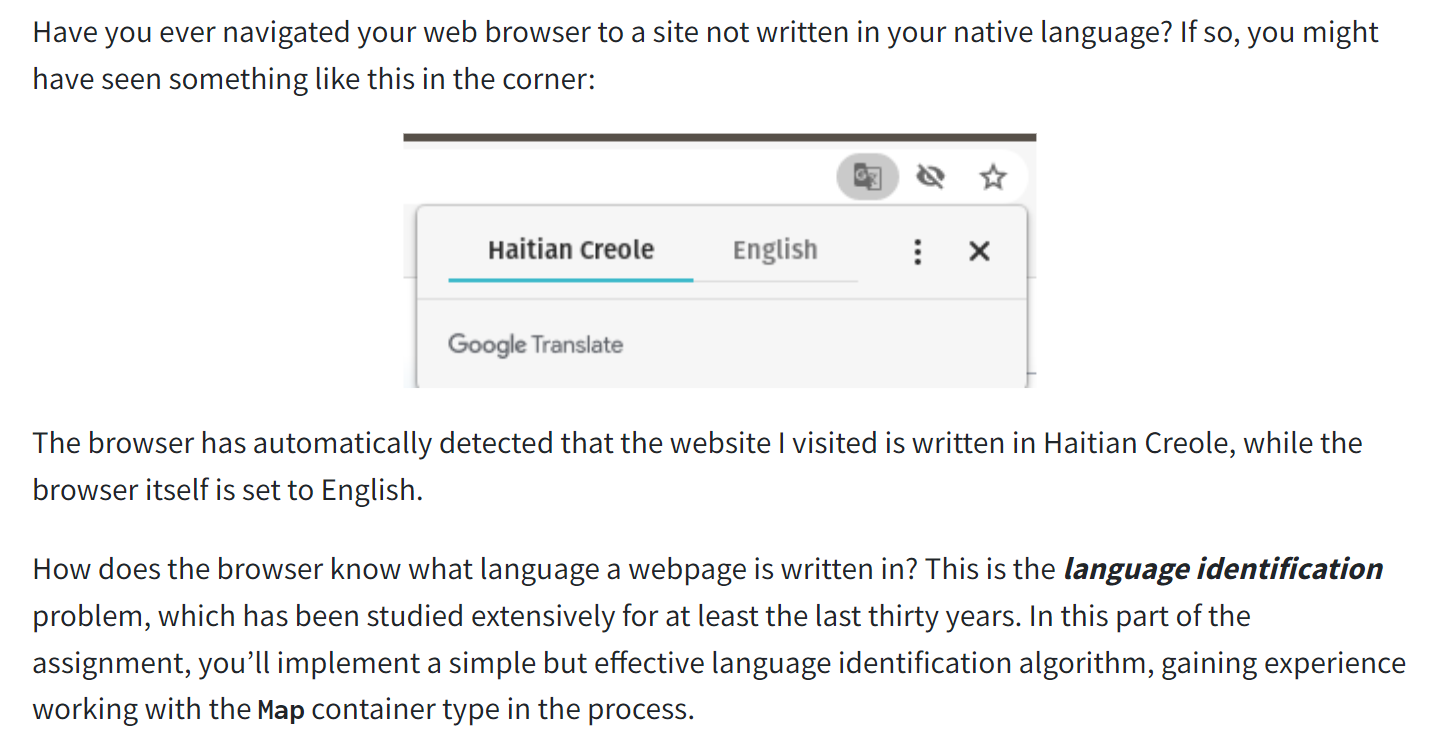 Have you ever navigated your web browser to a site not written in your native language? If so, you might
have seen something like this in the corner:
Haitian Creole English
Google Translate
The browser has automatically detected that the website I visited is written in Haitian Creole, while the
browser itself is set to English.
How does the browser know what language a webpage is written in? This is the language identification
problem, which has been studied extensively for at least the last thirty years. In this part of the
assignment, you’ll implement a simple but effective language identification algorithm, gaining experience
working with the Map container type in the process.